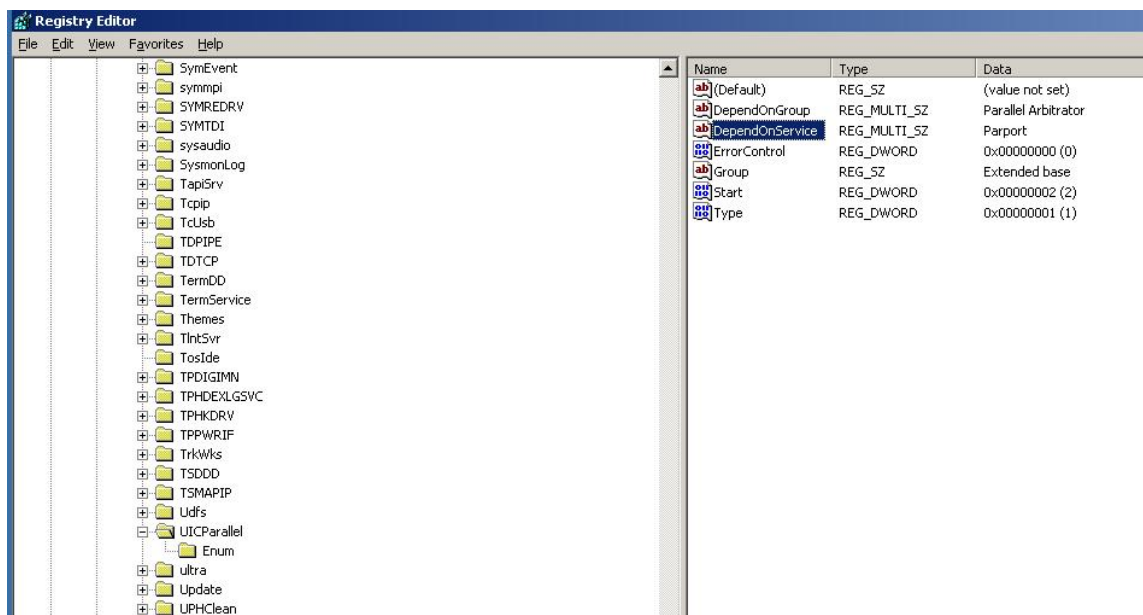 Registry Editor
File Edit View Favorites Help
SymEvent
symmpi
SYMREDRV
SYMTDI
sysaudio
SysmonLog
TapiSrv
Tcpip
TcUsb
TDPIPE
TDTCP
TermDD
TermService
Themes
TlntSvr
TosIde
TPDIGIMN
TPHDEXLGSVC
TPHKDRV
TPPWRIF
TrkWks
TSDDD
TSMAPIP
Udfs
UICParallel
Enum
ultra
Update
UPHClean
Name Type Data
(Default) REG_SZ (value not set)
DependOnGroup REG_MULTI_SZ Parallel Arbitrator
DependOnService REG_MULTI_SZ Parport
ErrorControl REG_DWORD 0x00000000 (0)
Group REG_SZ Extended base
Start REG_DWORD 0x00000002 (2)
Type REG_DWORD 0x00000001 (1)